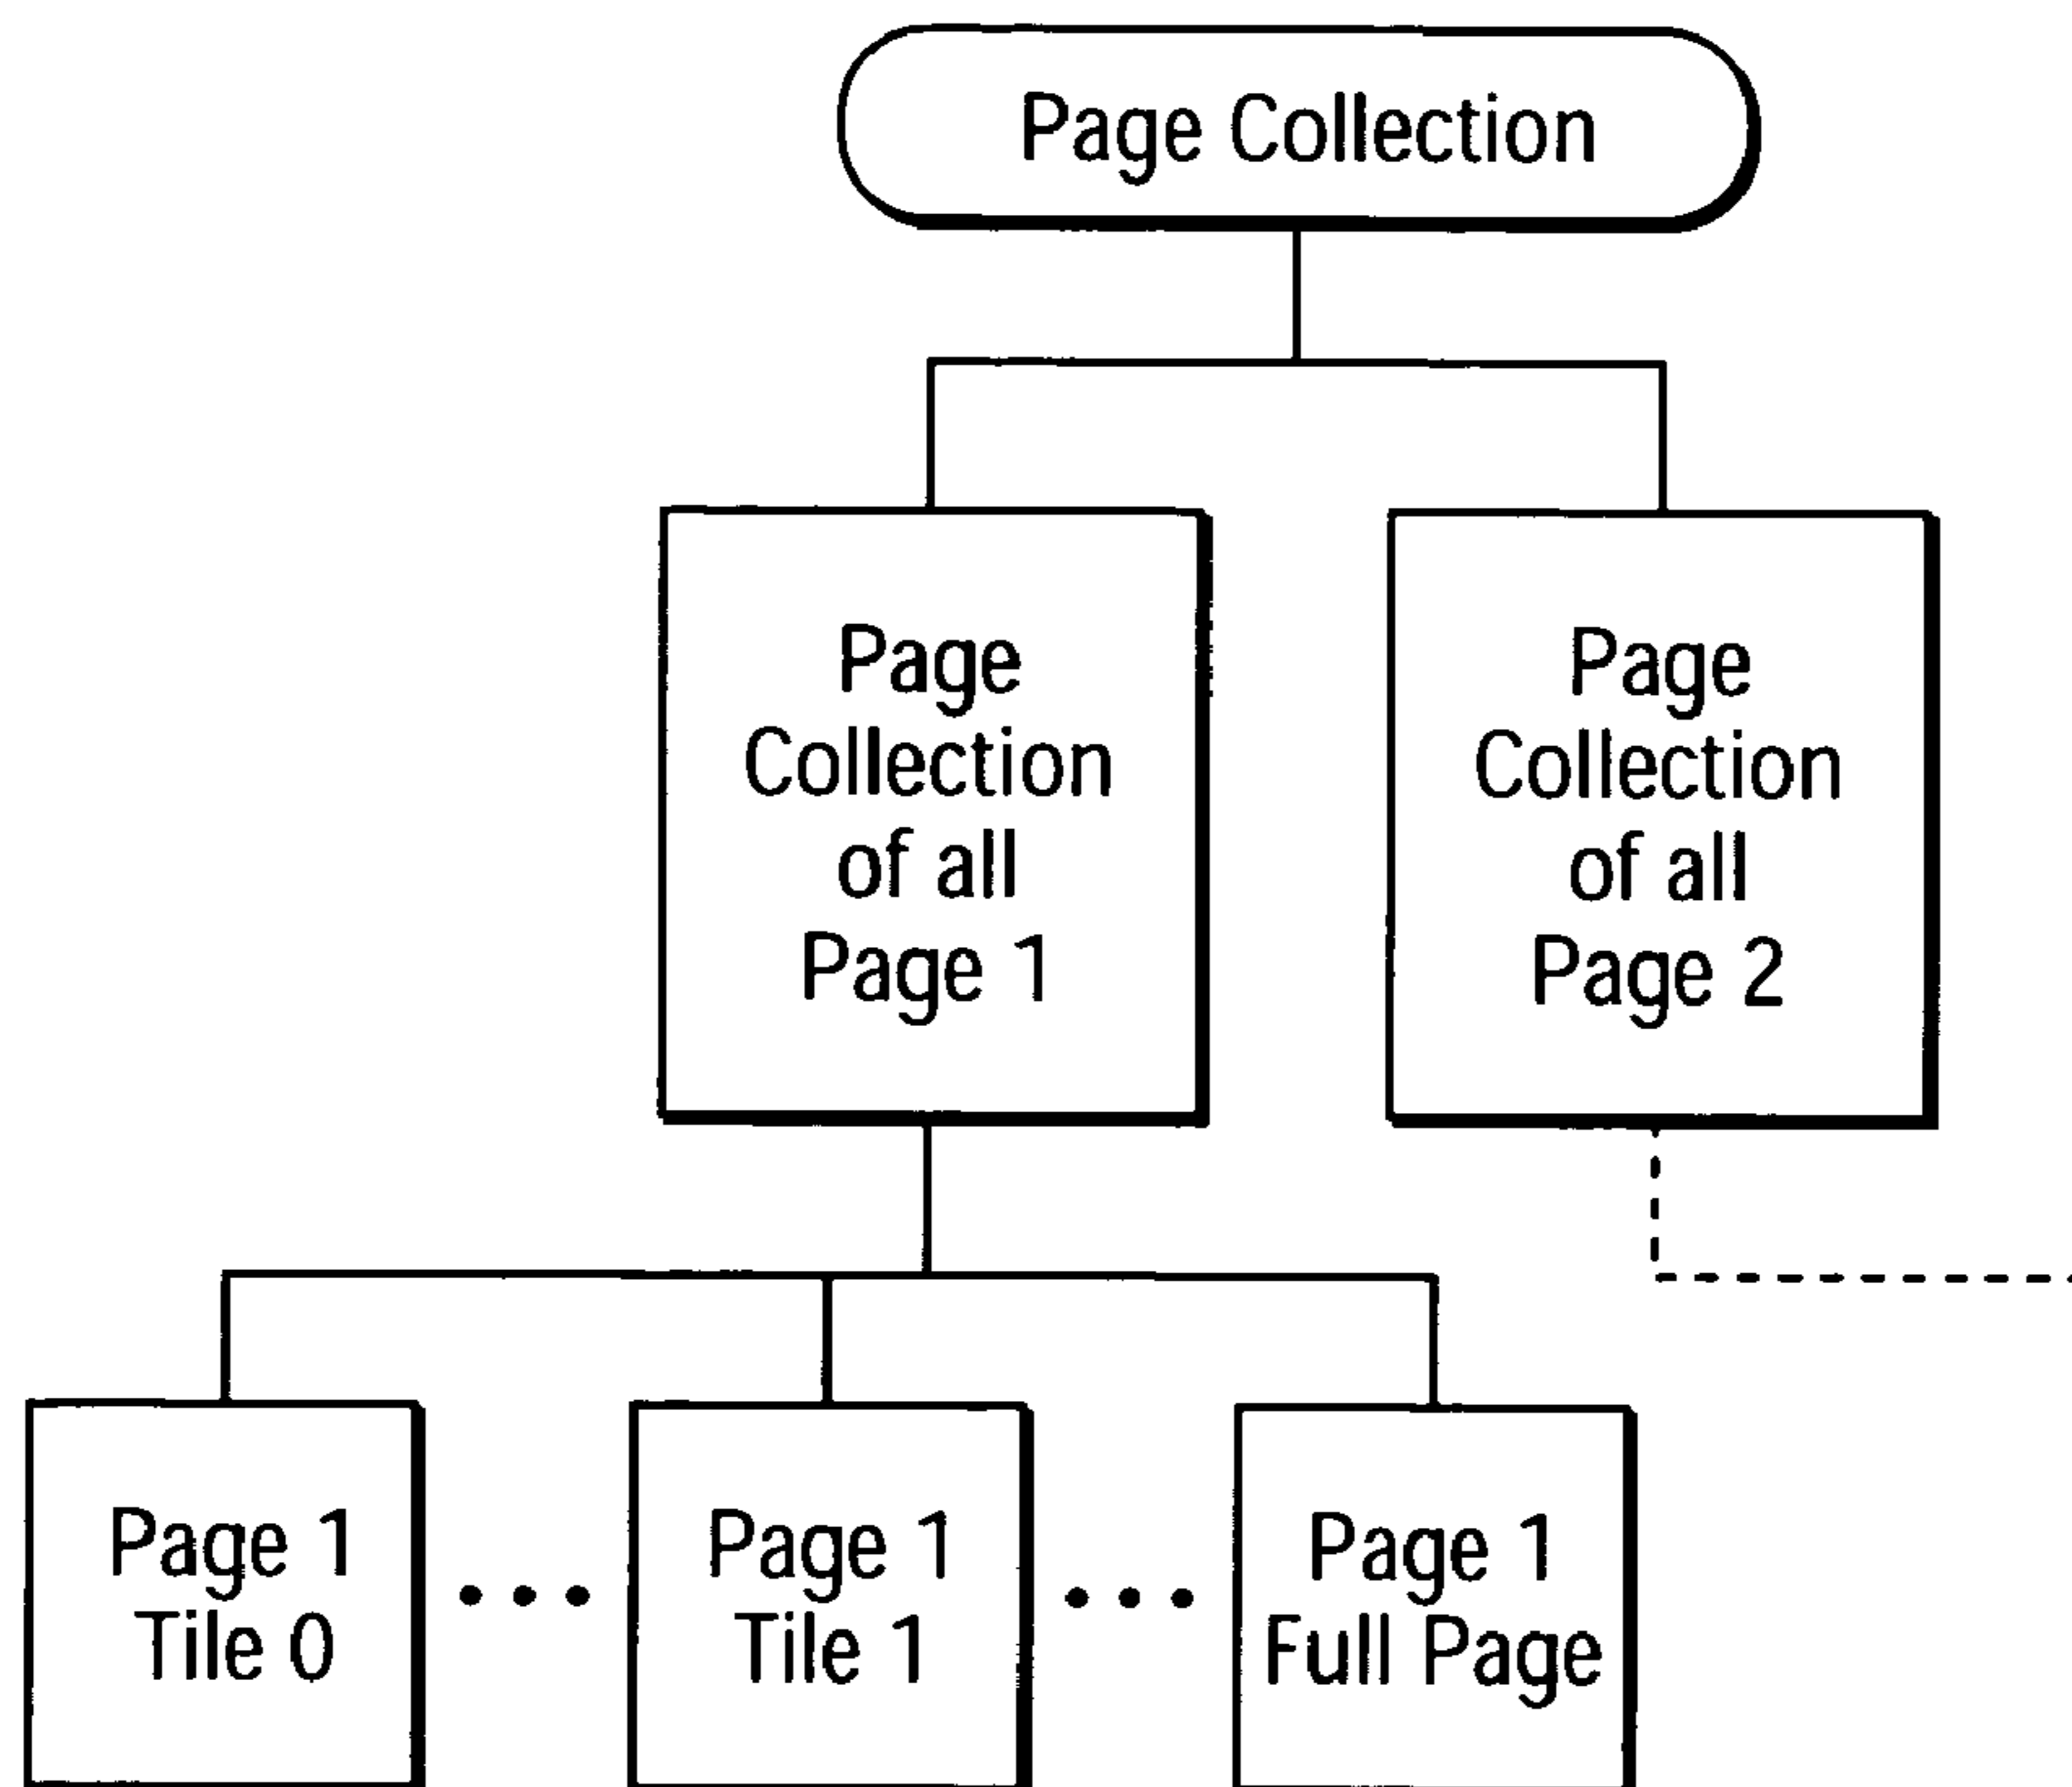 Page Collection
Page
Collection
of all
Page 1
Page
Collection
of all
Page 2
Page 1
Tile 0
Page 1
Tile 1
Page 1
Full Page